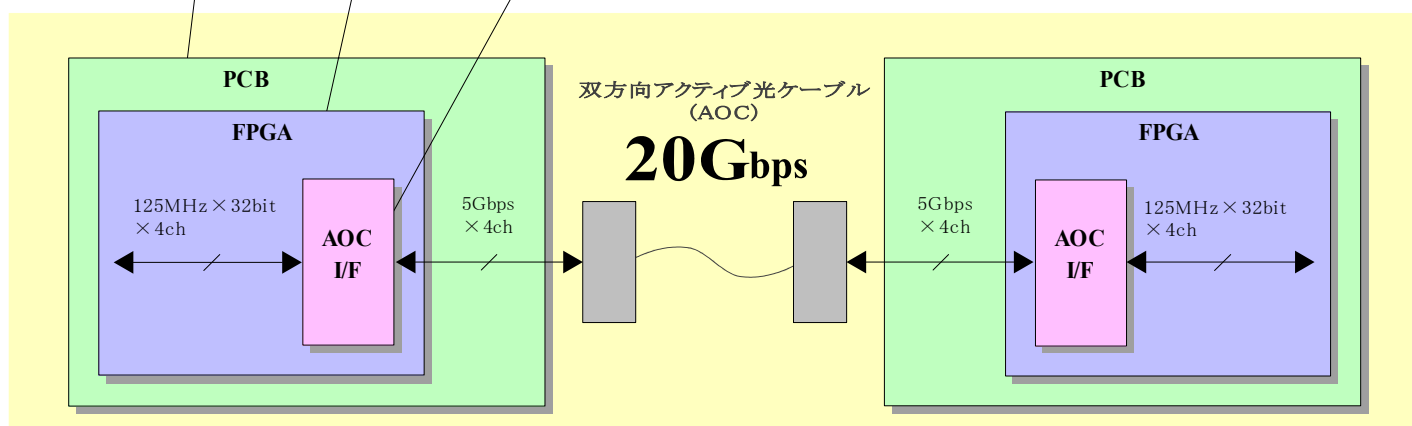 PCB
FPGA
125MHz×32bit
×4ch
AOC
I/F
5Gbps
×4ch
双方向アクティブ光ケーブル
(AOC)
20Gbps
PCB
FPGA
5Gbps
×4ch
AOC
I/F
125MHz×32bit
×4ch